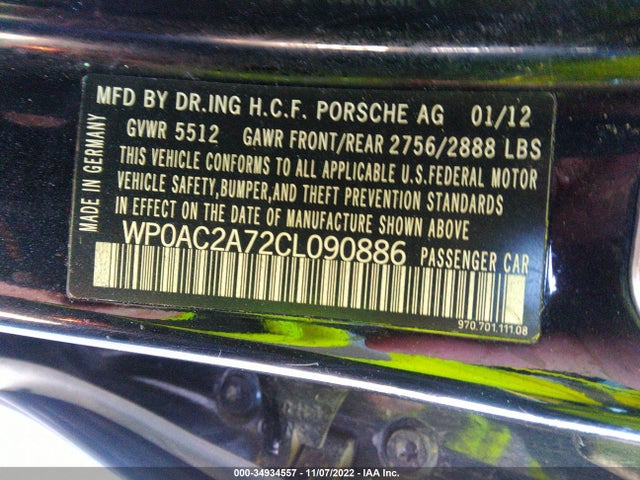 MFD BY DR.ING H.C.F. PORSCHE AG 01/12
GVWR 5512 GAWR FRONT/REAR 2756/2888 LBS
THIS VEHICLE CONFORMS TO ALL APPLICABLE U.S.FEDERAL MOTOR
VEHICLE SAFETY,BUMPER,AND THEFT PREVENTION STANDARDS
IN EFFECT ON THE DATE OF MANUFACTURE SHOWN ABOVE
WP0AC2A72CL090886 PASSENGER CAR
970.701.111.08
MADE IN GERMANY
000-34934557 - 11/07/2022 - IAA Inc.